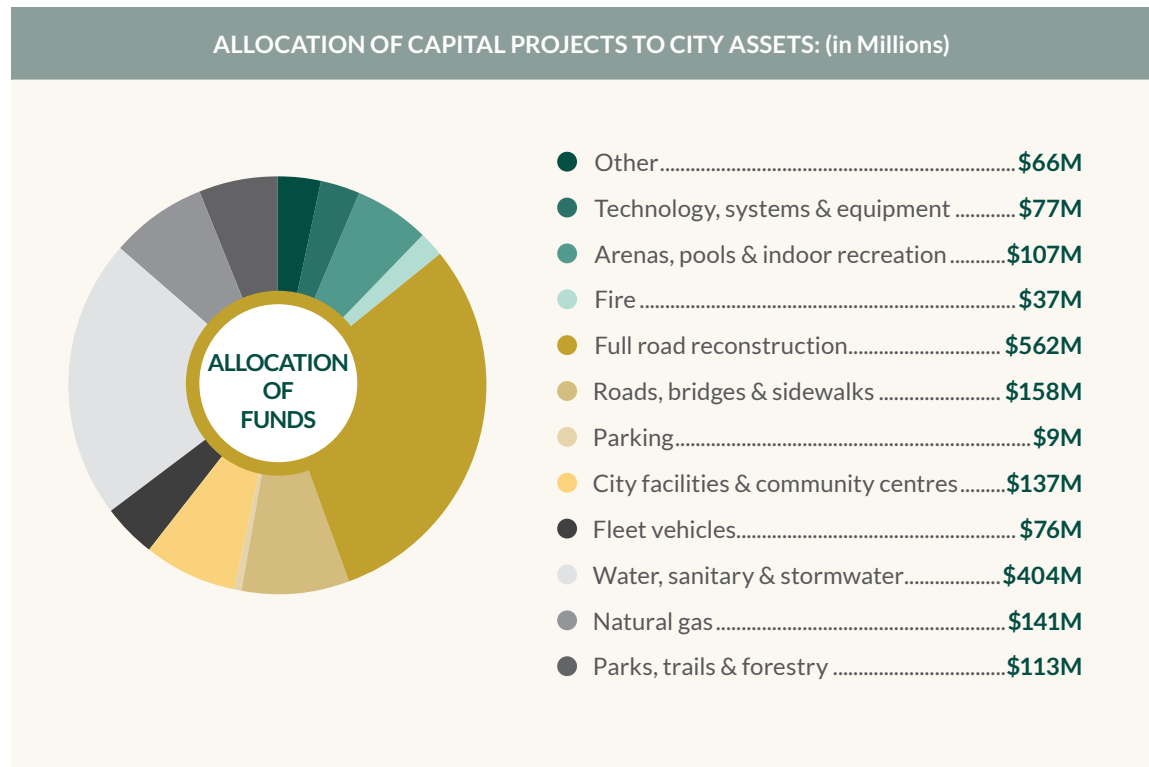 ALLOCATION OF CAPITAL PROJECTS TO CITY ASSETS: (in Millions)
ALLOCATION
OF
FUNDS
Other....................................................................$66M
Technology, systems & equipment ............$77M
Arenas, pools & indoor recreation ...........$107M
Fire ........................................................................$37M
Full road reconstruction............................. $562M
Roads, bridges & sidewalks ....................... $158M
Parking....................................................................$9M
City facilities & community centres.........$137M
Fleet vehicles..................................................... $76M
Water, sanitary & stormwater...................$404M
Natural gas.......................................................$141M
Parks, trails & forestry .................................$113M